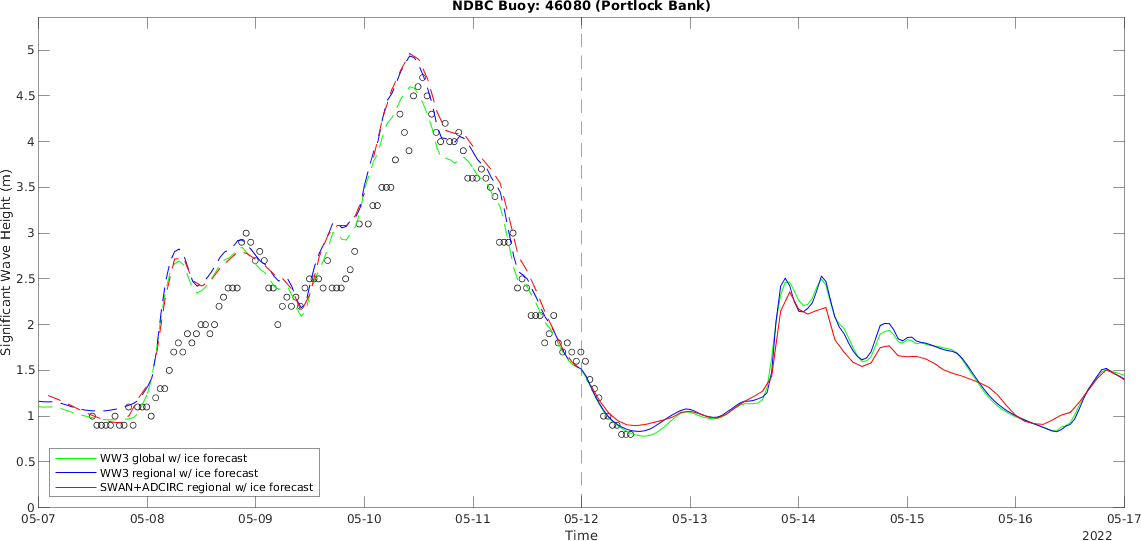 NDBC Buoy: 46080 (Portlock Bank)
5
4.5
4
3.5
3
2.5
2
1.5
1
0.5
0
Significant Wave Height (m)
WW3 global w/ ice forecast
WW3 regional w/ ice forecast
SWAN+ADCIRC regional w/ ice forecast
05-07 05-08 05-09 05-10 05-11 05-12 05-13 05-14 05-15 05-16 05-17
Time
2022